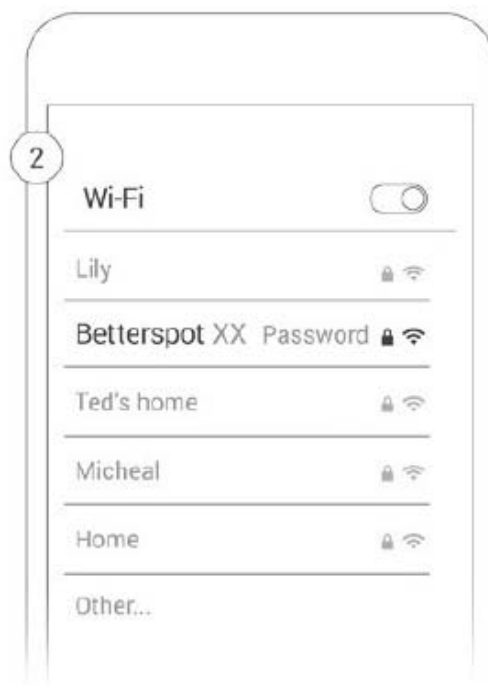 2
Wi-Fi
Lily
Betterspot XX Password
Ted's home
Micheal
Home
Other...